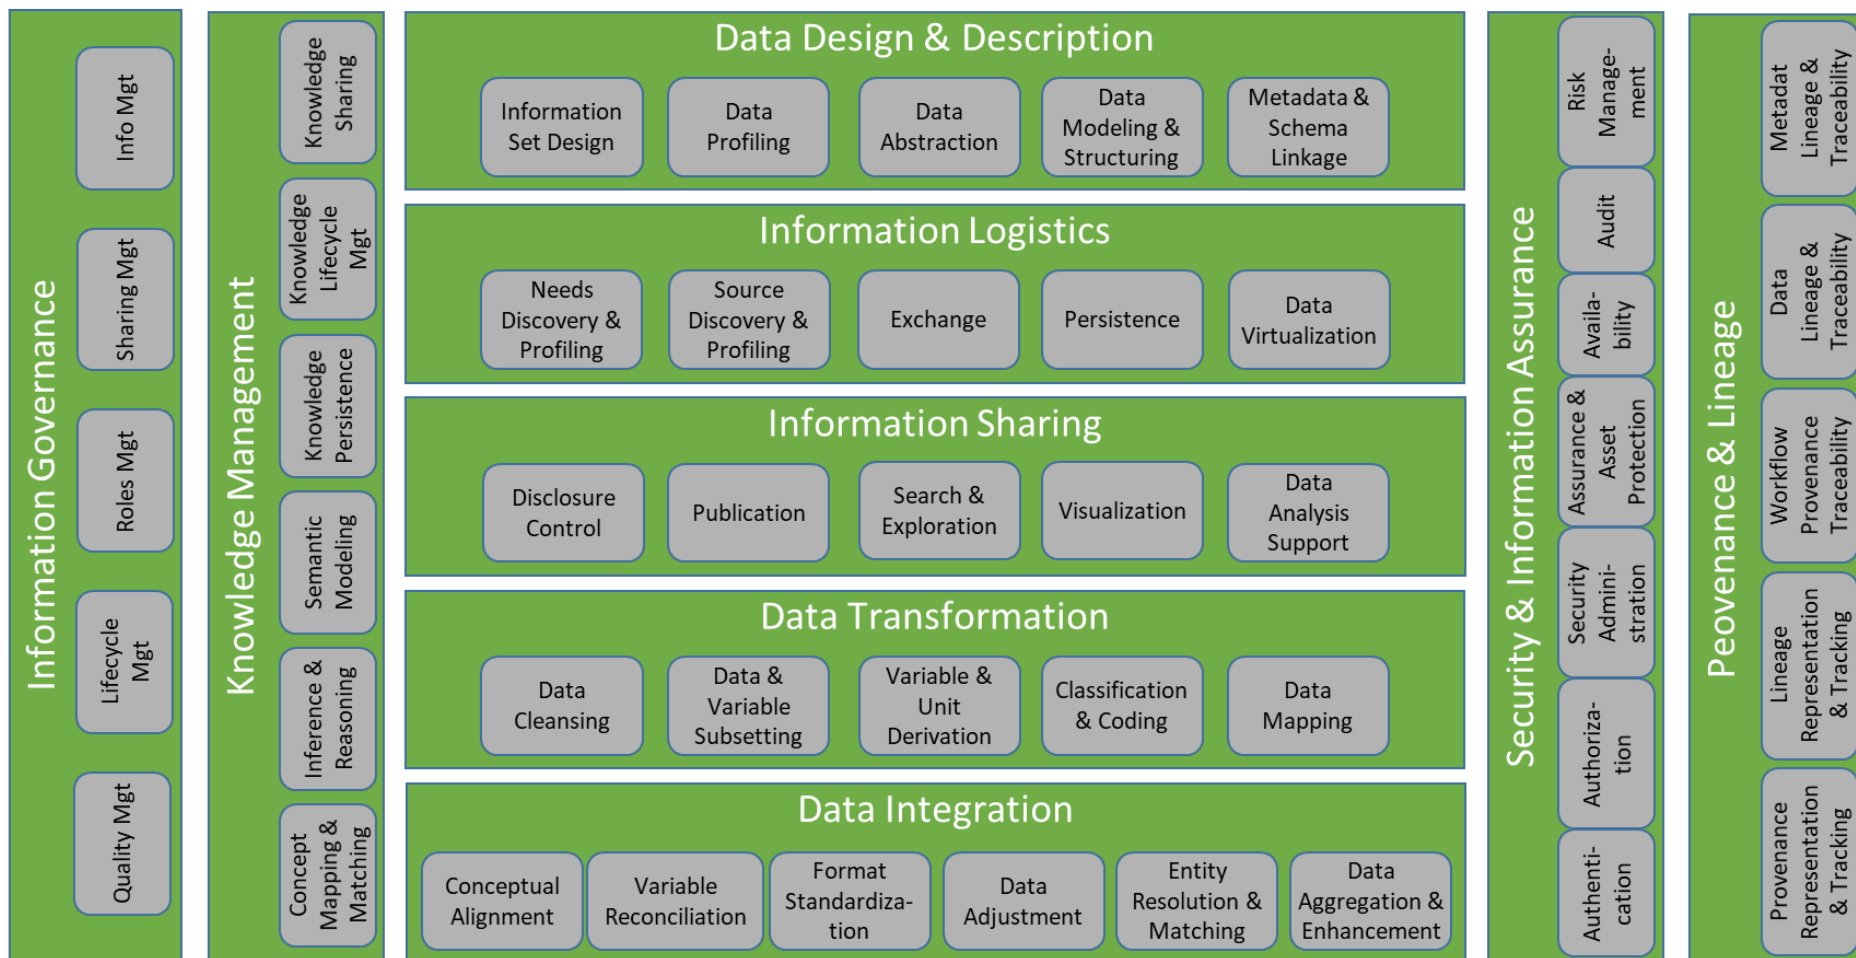 Information Governance
Info Mgt
Sharing Mgt
Roles Mgt
Lifecycle
Mgt
Quality Mgt
Knowledge Management
Knowledge
Sharing
Knowledge
Lifecycle
Mgt
Knowledge
Persistence
Semantic
Modeling
Inference &
Reasoning
Concept
Mapping &
Matching
Data Design & Description
Information
Set Design
Data
Profiling
Data
Abstraction
Data
Modeling &
Structuring
Metadata &
Schema
Linkage
Information Logistics
Needs
Discovery &
Profiling
Source
Discovery &
Profiling
Exchange
Persistence
Data
Virtualization
Information Sharing
Disclosure
Control
Publication
Search &
Exploration
Visualization
Data
Analysis
Support
Data Transformation
Data
Cleansing
Data &
Variable
Subsetting
Variable &
Unit
Derivation
Classification
& Coding
Data
Mapping
Data Integration
Conceptual
Alignment
Variable
Reconciliation
Format
Standardiza-
tion
Data
Adjustment
Entity
Resolution &
Matching
Data
Aggregation &
Enhancement
Security & Information Assurance
Risk
Manage-
ment
Audit
Availa-
bility
Assurance &
Asset
Protection
Security
Admini-
stration
Authoriza-
tion
Authenti-
cation
Peovenance & Lineage
Metadat
Lineage &
Traceability
Data
Lineage &
Traceability
Workflow
Provenance
Traceability
Lineage
Representation
& Tracking
Provenance
Representation
& Tracking